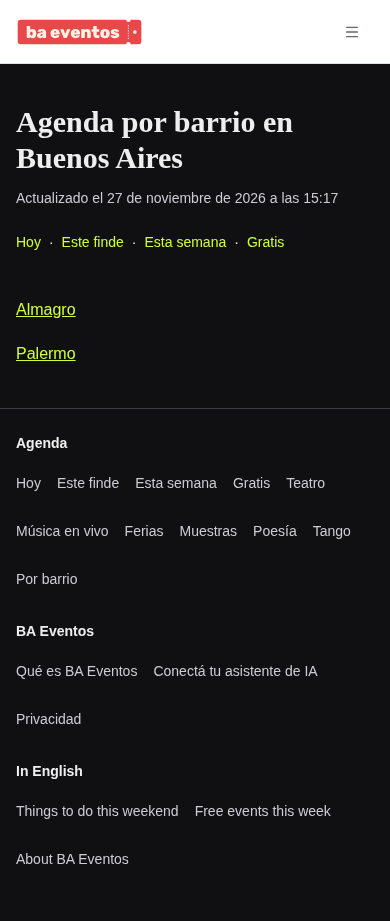 ba eventos
Agenda por barrio en
Buenos Aires
Actualizado el 27 de noviembre de 2026 a las 15:17
Hoy · Este finde · Esta semana · Gratis
Almagro
Palermo
Agenda
Hoy Este finde Esta semana Gratis Teatro
Música en vivo Ferias Muestras Poesía Tango
Por barrio
BA Eventos
Qué es BA Eventos Conectá tu asistente de IA
Privacidad
In English
Things to do this weekend Free events this week
About BA Eventos